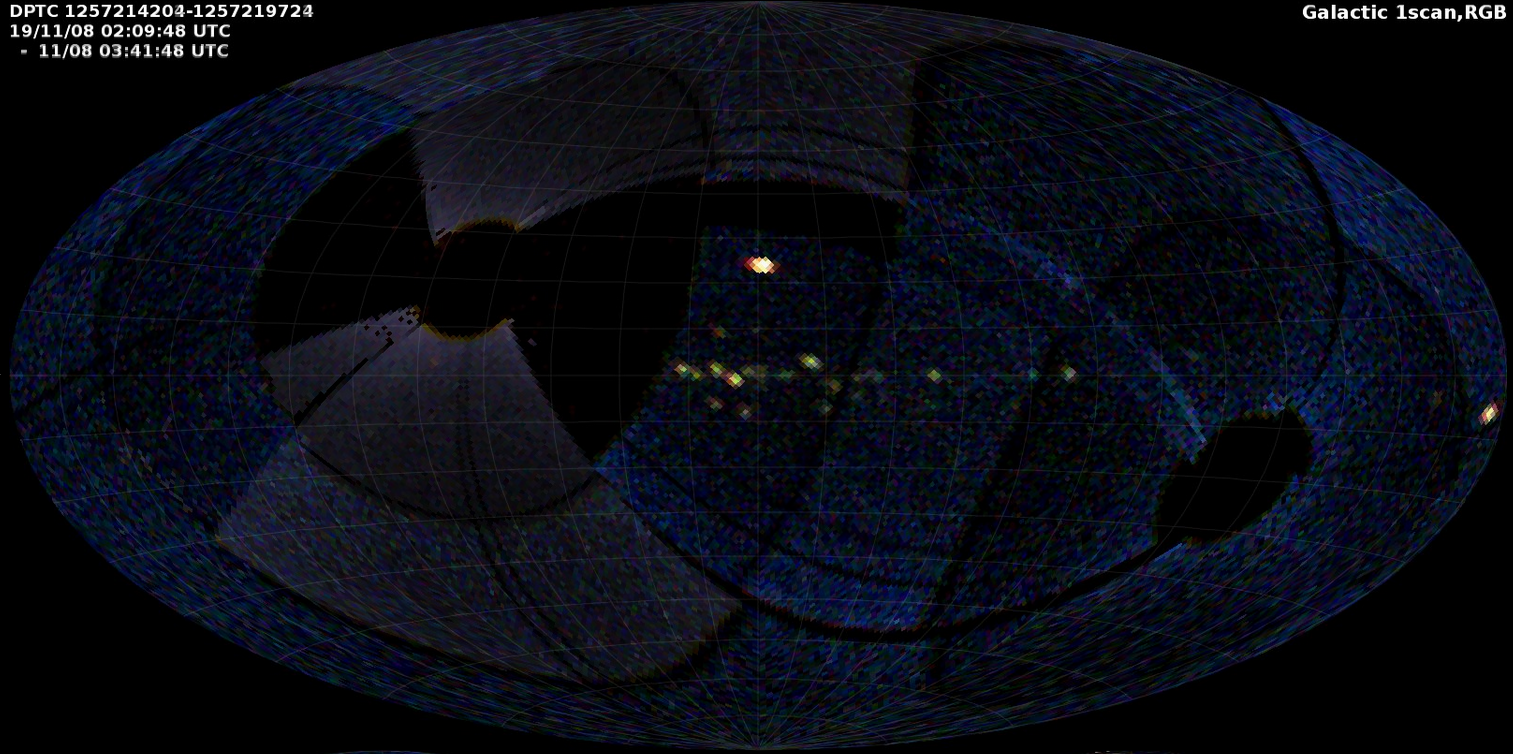 DPTC 1257214204-1257219724
Galactic 1scan,RGB
19/11/08 02:09:48 UTC
- 11/08 03:41:48 UTC